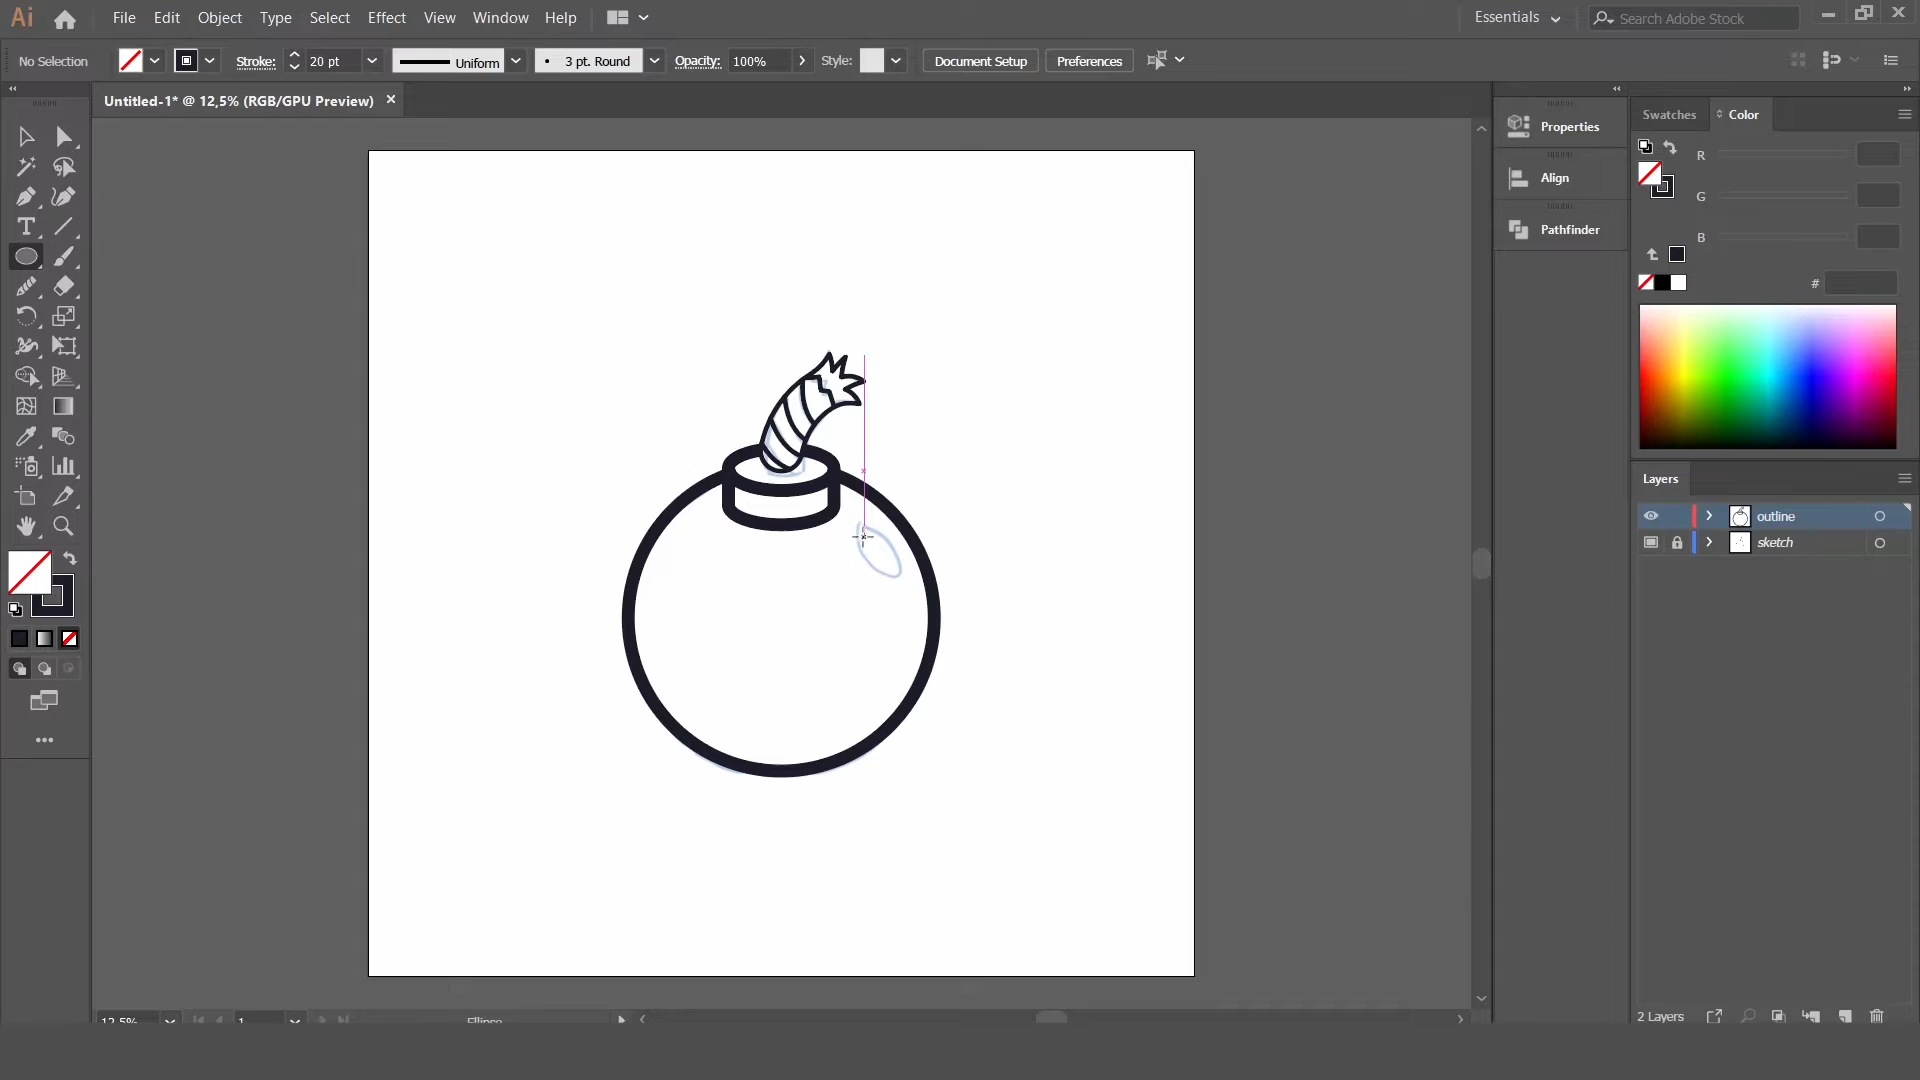 Ai File Edit Object Type Select Effect View Window Help Essentials Search Adobe Stock
No Selection Stroke: 20 pt Uniform 3 pt. Round Opacity: 100% Style: Document Setup Preferences
Untitled-1* @ 12,5% (RGB/GPU Preview)
Properties
Align
Pathfinder
Swatches Color
R
G
B
#
Layers
outline
sketch
12,5% 1 Ellipse
2 Layers